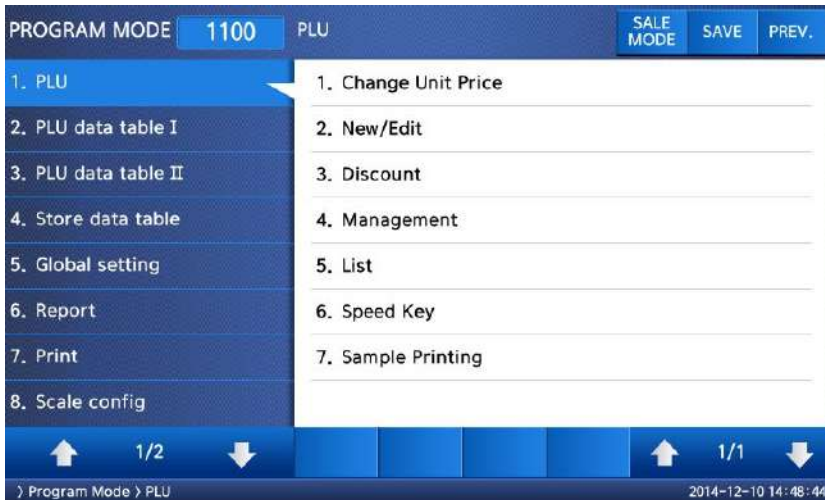 PROGRAM MODE 1100 PLU SALE MODE SAVE PREV.
1. PLU
2. PLU data table I
3. PLU data table II
4. Store data table
5. Global setting
6. Report
7. Print
8. Scale config
1. Change Unit Price
2. New/Edit
3. Discount
4. Management
5. List
6. Speed Key
7. Sample Printing
1/2
1/1
> Program Mode > PLU
2014-12-10 14:48:44